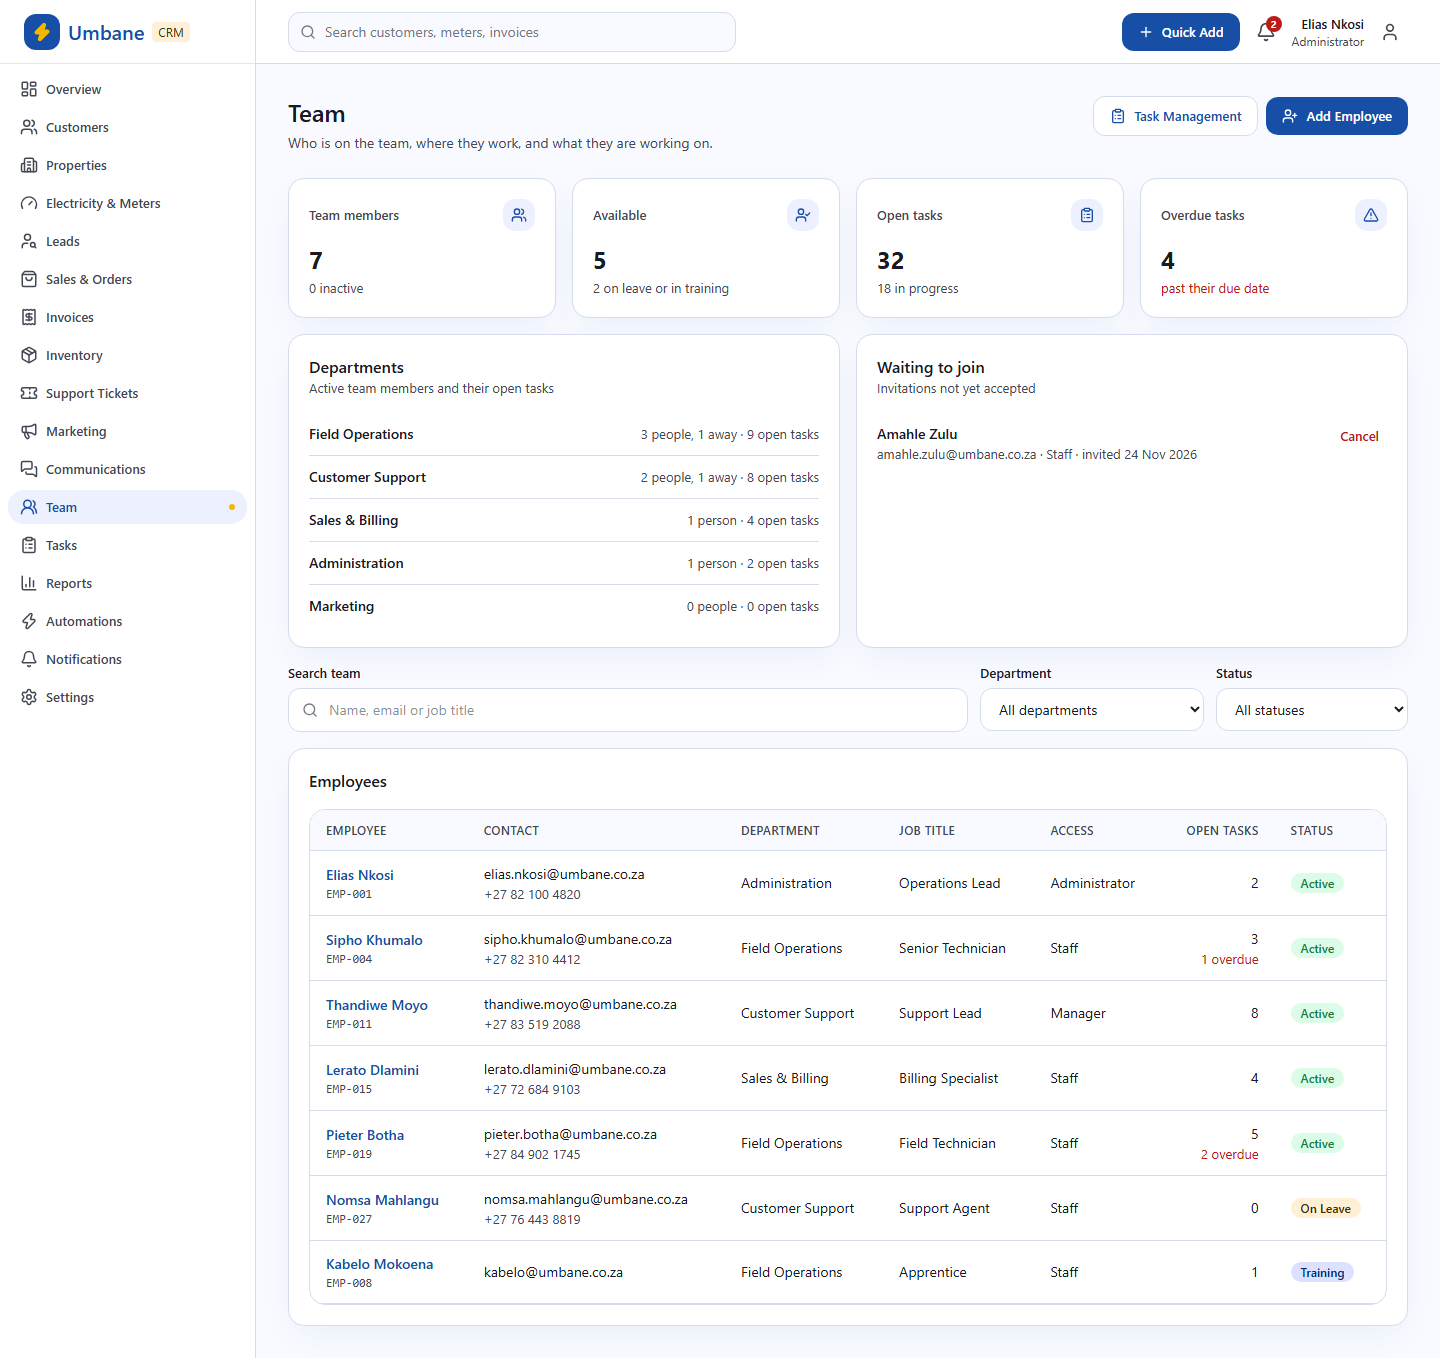 Umbane CRM
Search customers, meters, invoices
Quick Add
2
Elias Nkosi
Administrator
Overview
Customers
Properties
Electricity & Meters
Leads
Sales & Orders
Invoices
Inventory
Support Tickets
Marketing
Communications
Team
Tasks
Reports
Automations
Notifications
Settings
Team
Who is on the team, where they work, and what they are working on.
Task Management
Add Employee
Team members
7
0 inactive
Available
5
2 on leave or in training
Open tasks
32
18 in progress
Overdue tasks
4
past their due date
Departments
Active team members and their open tasks
Field Operations 3 people, 1 away · 9 open tasks
Customer Support 2 people, 1 away · 8 open tasks
Sales & Billing 1 person · 4 open tasks
Administration 1 person · 2 open tasks
Marketing 0 people · 0 open tasks
Waiting to join
Invitations not yet accepted
Amahle Zulu
amahle.zulu@umbane.co.za · Staff · invited 24 Nov 2026
Cancel
Search team
Name, email or job title
Department
All departments
Status
All statuses
Employees
EMPLOYEE CONTACT DEPARTMENT JOB TITLE ACCESS OPEN TASKS STATUS
Elias Nkosi
EMP-001
elias.nkosi@umbane.co.za
+27 82 100 4820
Administration Operations Lead Administrator 2 Active
Sipho Khumalo
EMP-004
sipho.khumalo@umbane.co.za
+27 82 310 4412
Field Operations Senior Technician Staff 3
1 overdue
Active
Thandiwe Moyo
EMP-011
thandiwe.moyo@umbane.co.za
+27 83 519 2088
Customer Support Support Lead Manager 8 Active
Lerato Dlamini
EMP-015
lerato.dlamini@umbane.co.za
+27 72 684 9103
Sales & Billing Billing Specialist Staff 4 Active
Pieter Botha
EMP-019
pieter.botha@umbane.co.za
+27 84 902 1745
Field Operations Field Technician Staff 5
2 overdue
Active
Nomsa Mahlangu
EMP-027
nomsa.mahlangu@umbane.co.za
+27 76 443 8819
Customer Support Support Agent Staff 0 On Leave
Kabelo Mokoena
EMP-008
kabelo@umbane.co.za
Field Operations Apprentice Staff 1 Training